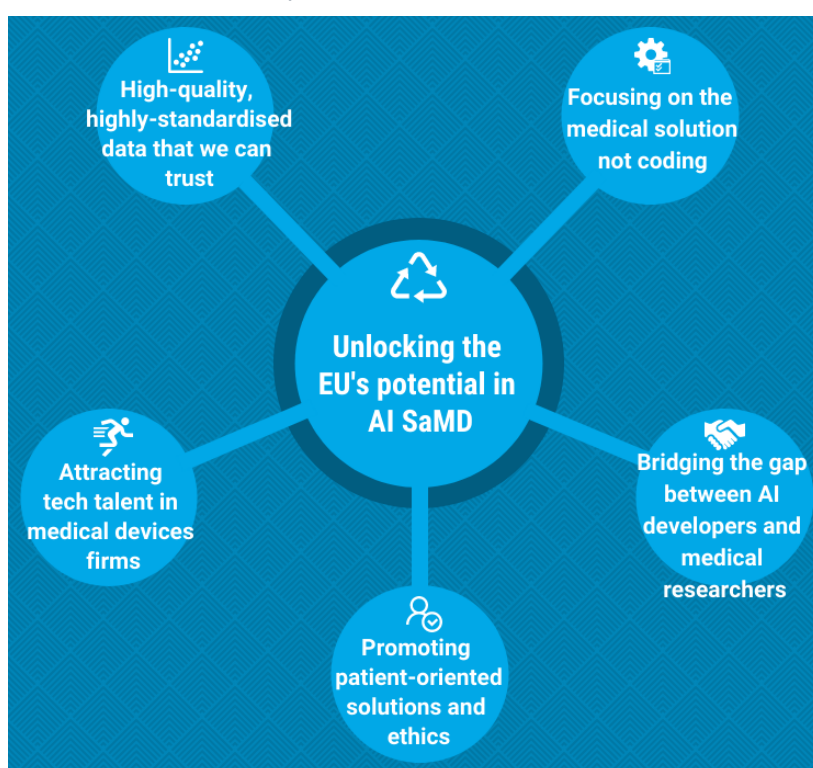 High-quality,
highly-standardised
data that we can
trust
Focusing on the
medical solution
not coding
Unlocking the
EU's potential in
AI SaMD
Attracting
tech talent in
medical devices
firms
Bridging the gap
between AI
developers and
medical
researchers
Promoting
patient-oriented
solutions and
ethics